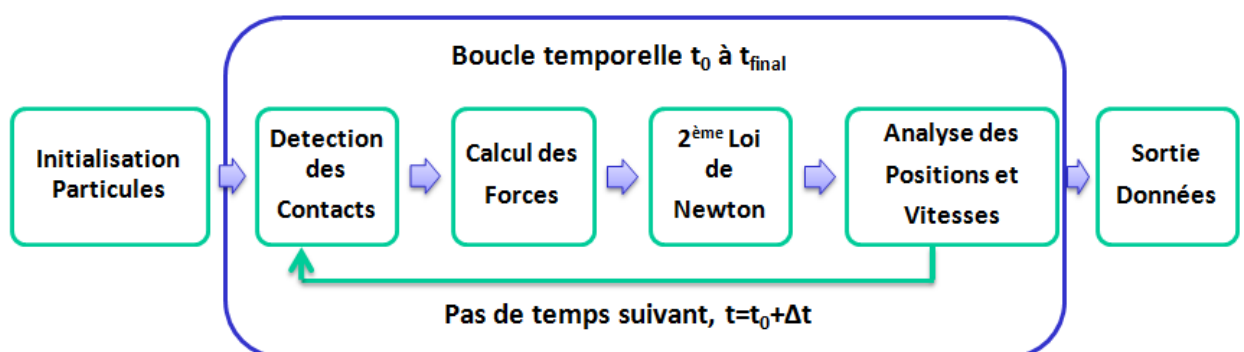 Boucle temporelle t₀ à t_final
Initialisation
Particules
Detection
des
Contacts
Calcul des
Forces
2ème Loi
de
Newton
Analyse des
Positions et
Vitesses
Sortie
Données
Pas de temps suivant, t=t₀+Δt